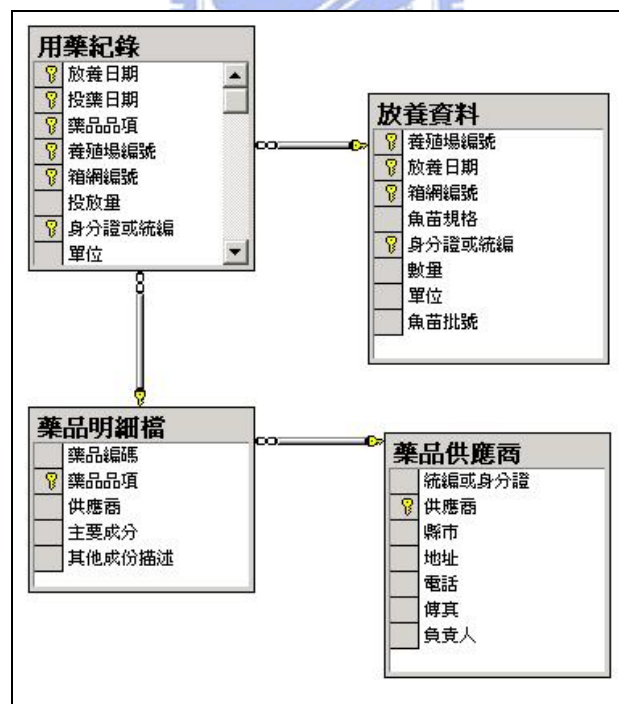 用藥紀錄
放養日期
投藥日期
藥品品項
養殖場編號
箱網編號
投放量
身分證或統編
單位
放養資料
養殖場編號
放養日期
箱網編號
魚苗規格
身分證或統編
數量
單位
魚苗批號
藥品明細檔
藥品編碼
藥品品項
供應商
主要成分
其他成份描述
藥品供應商
統編或身分證
供應商
縣市
地址
電話
傳真
負責人